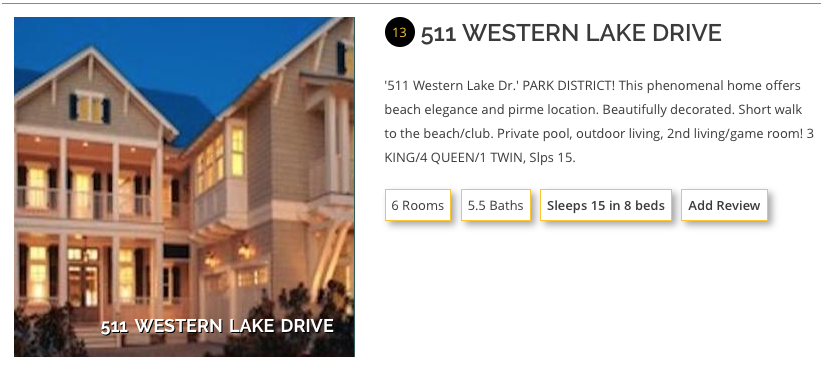 13 511 WESTERN LAKE DRIVE
'511 Western Lake Dr.' PARK DISTRICT! This phenomenal home offers
beach elegance and pirme location. Beautifully decorated. Short walk
to the beach/club. Private pool, outdoor living, 2nd living/game room! 3
KING/4 QUEEN/1 TWIN, Slps 15.
6 Rooms 5.5 Baths Sleeps 15 in 8 beds Add Review
511 WESTERN LAKE DRIVE